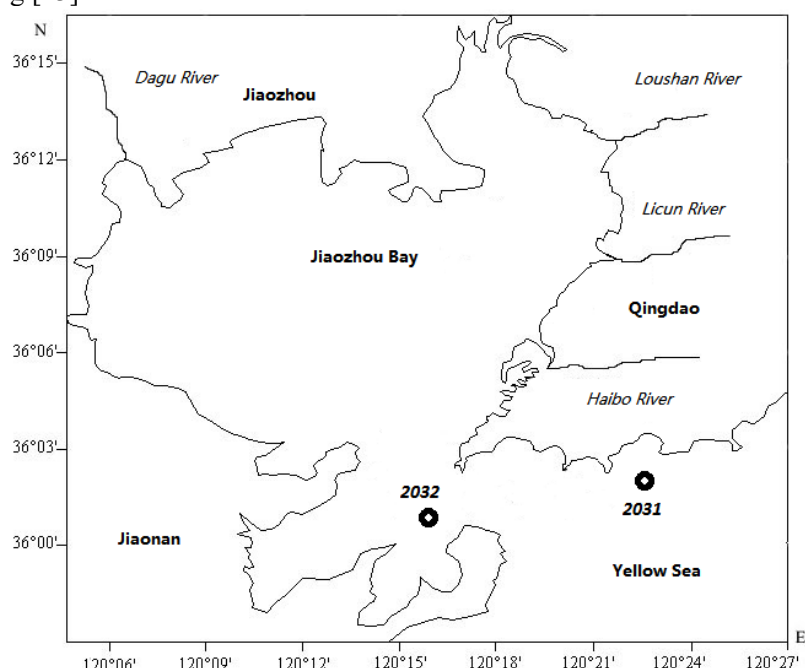 g [ ]
N
36°15'
Dagu River
Loushan River
Jiaozhou
36°12'
Licun River
36°09'
Jiaozhou Bay
Qingdao
36°06'
Haibo River
36°03'
2032
2031
36°00'
Jiaonan
Yellow Sea
E
120°06'
120°09'
120°12'
120°15'
120°18'
120°21'
120°24'
120°27'